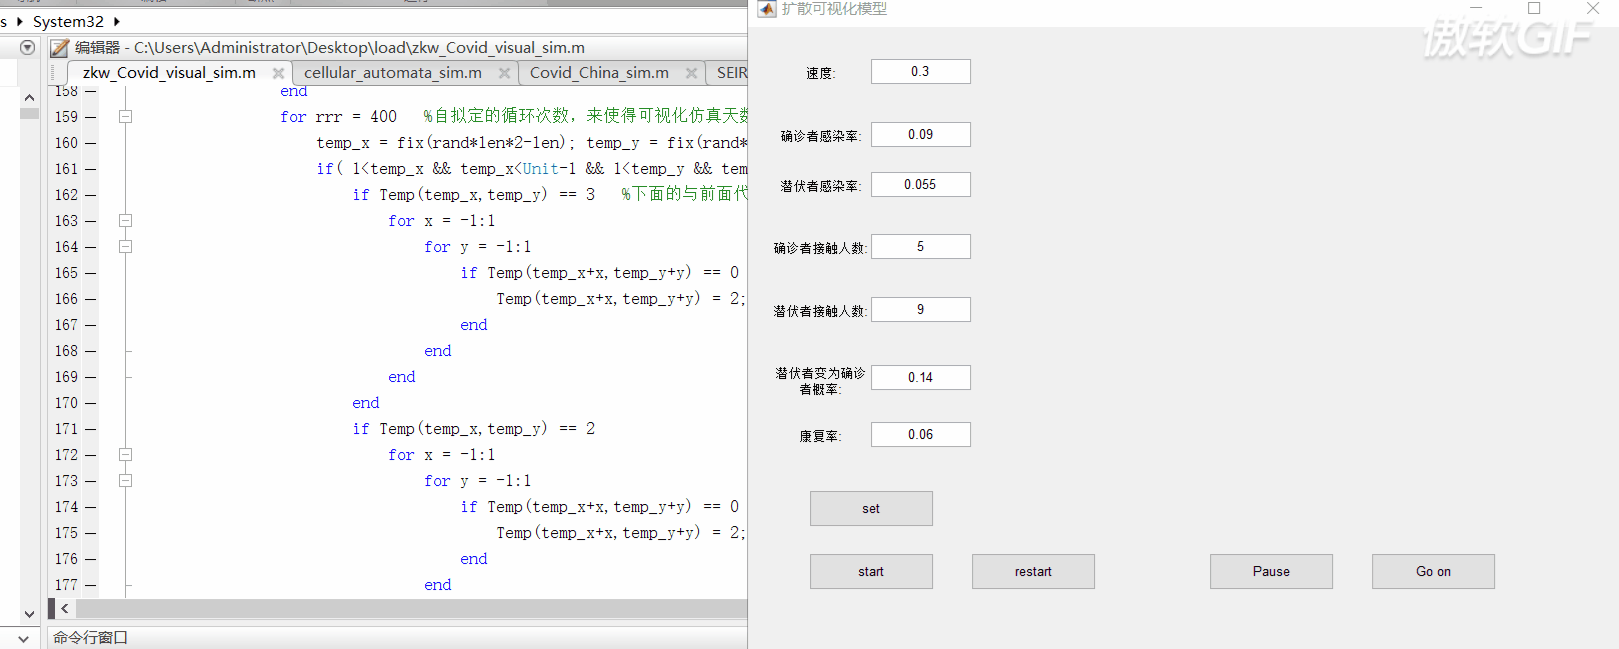 s ▸ System32 ▸
编辑器 - C:\Users\Administrator\Desktop\load\zkw_Covid_visual_sim.m
zkw_Covid_visual_sim.m
cellular_automata_sim.m
Covid_China_sim.m
SEIR
158 end
159 for rrr = 400 %自拟定的循环次数，来使得可视化仿真天数
160 temp_x = fix(rand*len*2-len); temp_y = fix(rand*
161 if( 1<temp_x && temp_x<Unit-1 && 1<temp_y && tem
162 if Temp(temp_x,temp_y) == 3 %下面的与前面代
163 for x = -1:1
164 for y = -1:1
165 if Temp(temp_x+x,temp_y+y) == 0
166 Temp(temp_x+x,temp_y+y) = 2;
167 end
168 end
169 end
170 end
171 if Temp(temp_x,temp_y) == 2
172 for x = -1:1
173 for y = -1:1
174 if Temp(temp_x+x,temp_y+y) == 0
175 Temp(temp_x+x,temp_y+y) = 2;
176 end
177 end
命令行窗口
扩散可视化模型
傲软GIF
速度: 0.3
确诊者感染率: 0.09
潜伏者感染率: 0.055
确诊者接触人数: 5
潜伏者接触人数: 9
潜伏者变为确诊
者概率: 0.14
康复率: 0.06
set
start
restart
Pause
Go on